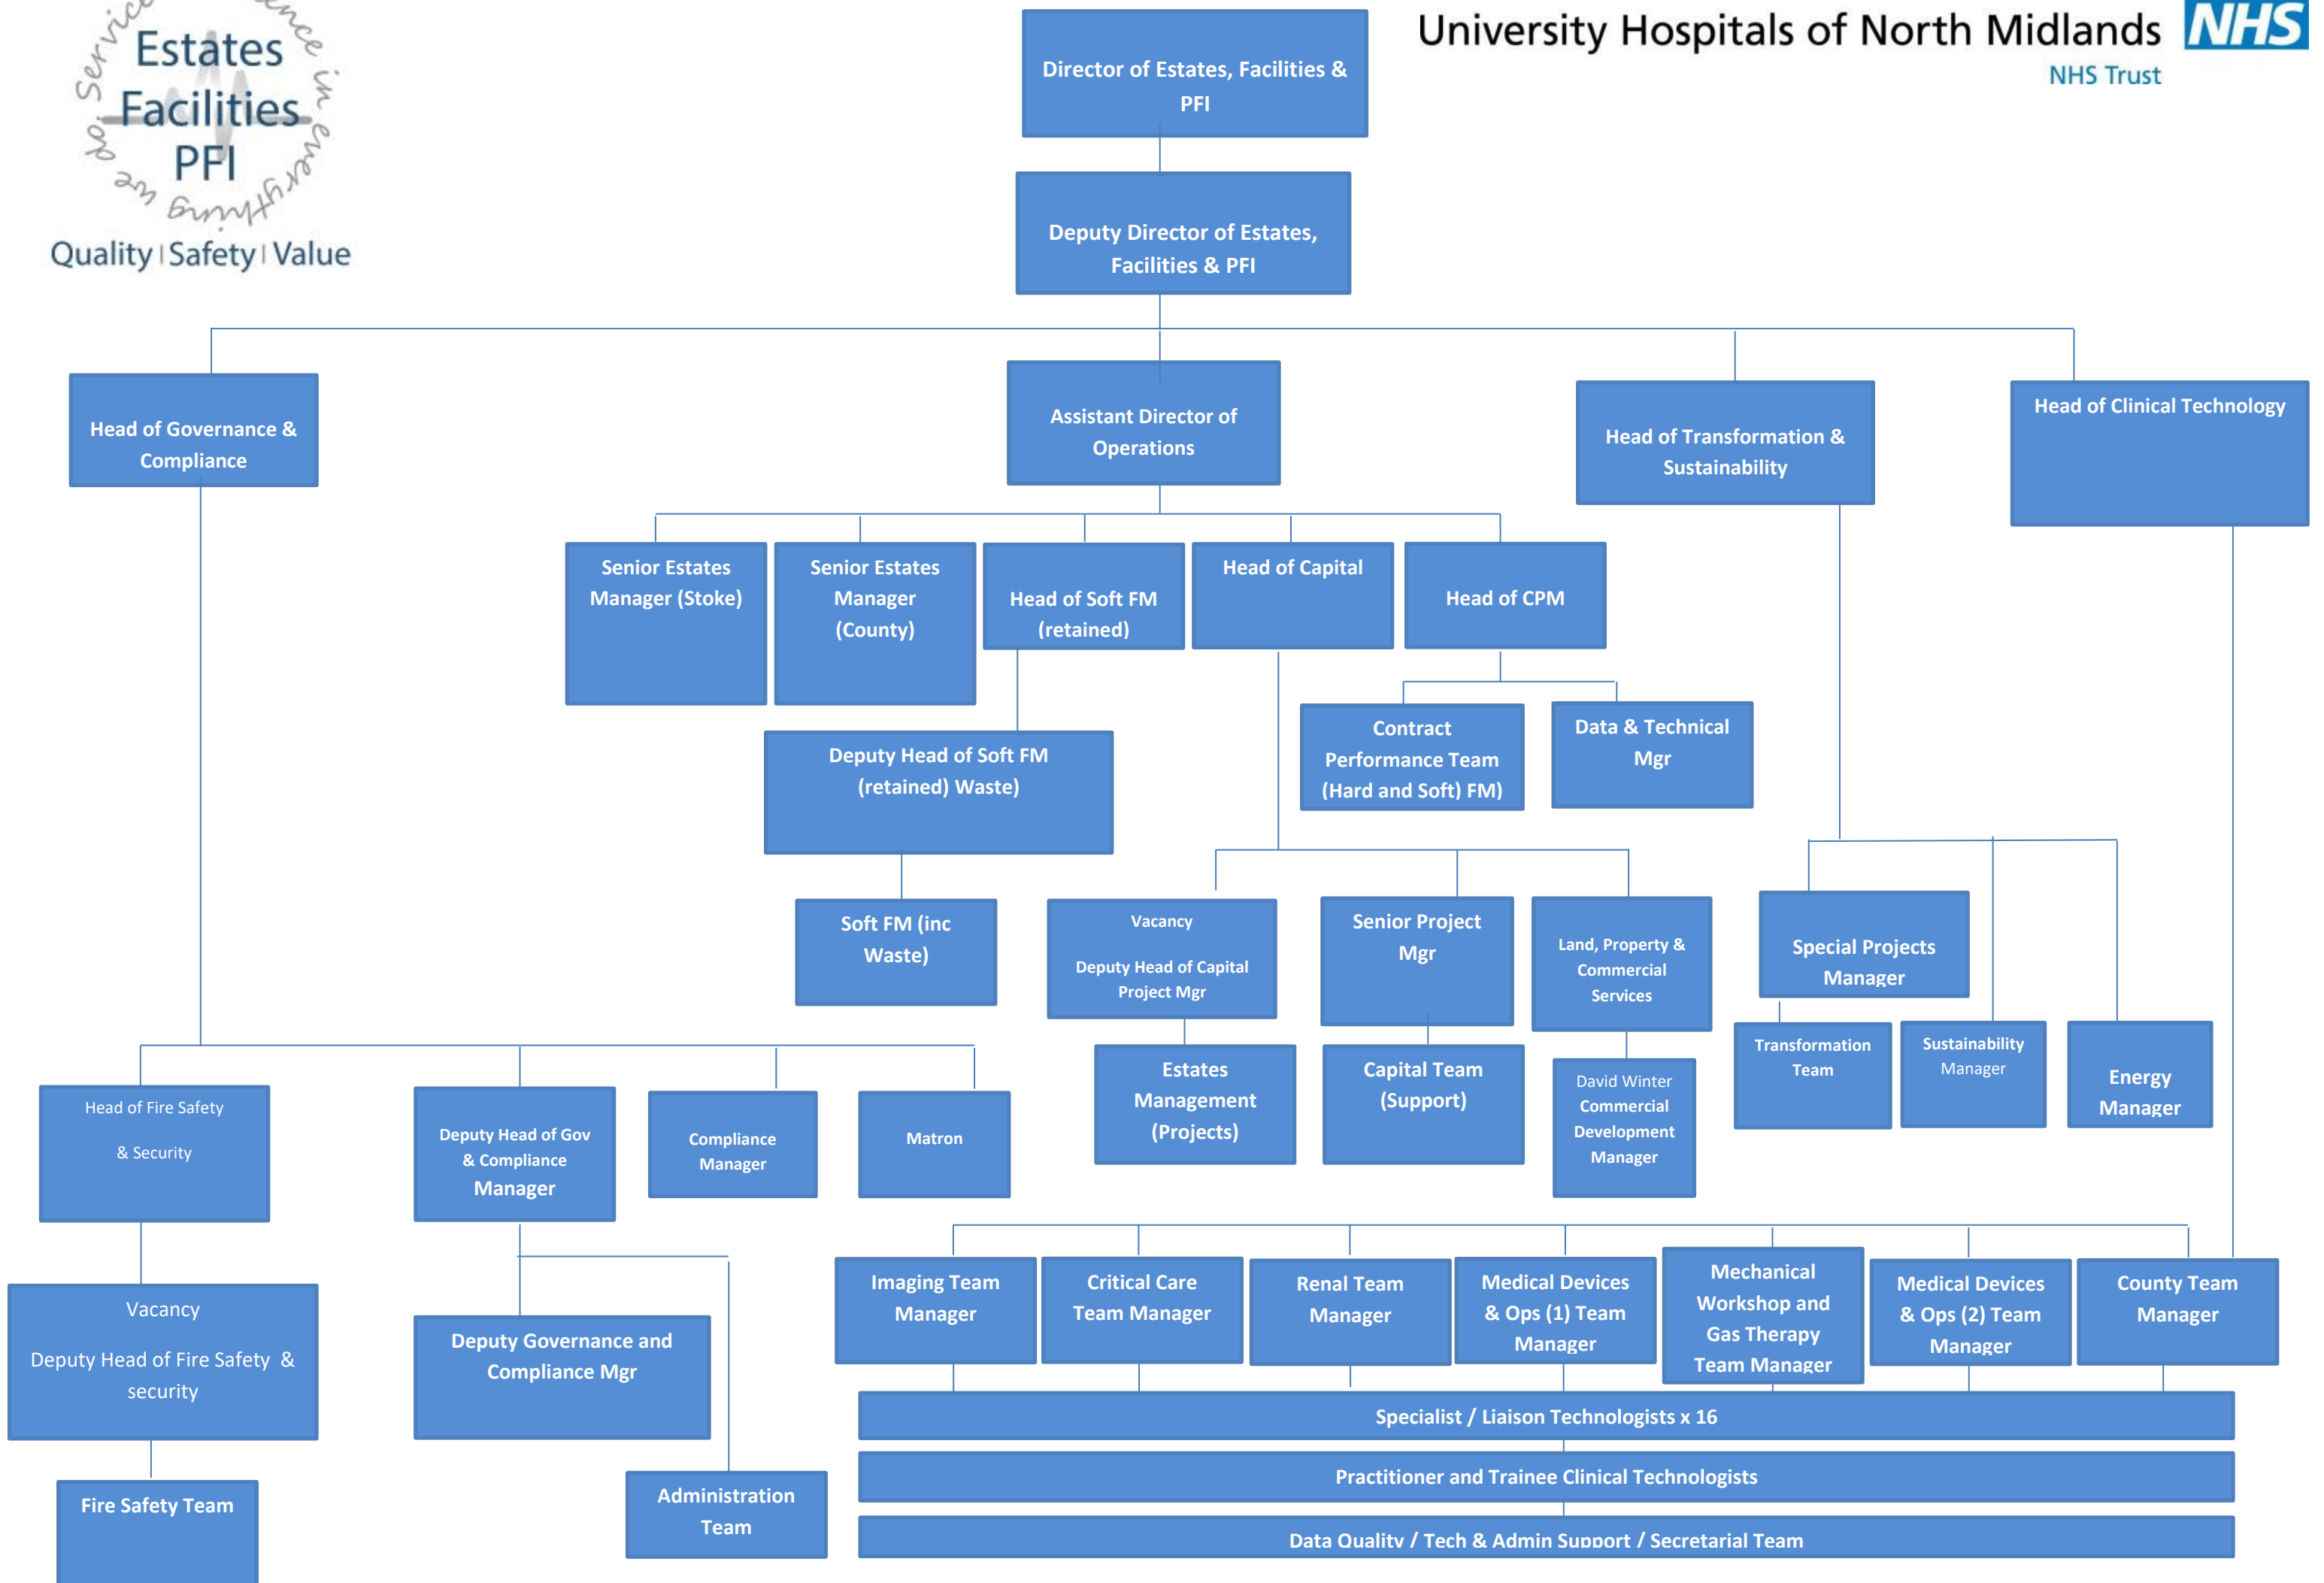 Service
in everything we do.
Estates
Facilities
PFI
Quality | Safety | Value
University Hospitals of North Midlands NHS
NHS Trust
Director of Estates, Facilities &
PFI
Deputy Director of Estates,
Facilities & PFI
Head of Governance &
Compliance
Assistant Director of
Operations
Head of Transformation &
Sustainability
Head of Clinical Technology
Senior Estates
Manager (Stoke)
Senior Estates
Manager
(County)
Head of Soft FM
(retained)
Head of Capital
Head of CPM
Deputy Head of Soft FM
(retained) Waste)
Contract
Performance Team
(Hard and Soft) FM)
Data & Technical
Mgr
Soft FM (inc
Waste)
Vacancy
Deputy Head of Capital
Project Mgr
Senior Project
Mgr
Land, Property &
Commercial
Services
Special Projects
Manager
Estates
Management
(Projects)
Capital Team
(Support)
David Winter
Commercial
Development
Manager
Transformation
Team
Sustainability
Manager
Energy
Manager
Head of Fire Safety
& Security
Deputy Head of Gov
& Compliance
Manager
Compliance
Manager
Matron
Vacancy
Deputy Head of Fire Safety &
security
Deputy Governance and
Compliance Mgr
Fire Safety Team
Administration
Team
Imaging Team
Manager
Critical Care
Team Manager
Renal Team
Manager
Medical Devices
& Ops (1) Team
Manager
Mechanical
Workshop and
Gas Therapy
Team Manager
Medical Devices
& Ops (2) Team
Manager
County Team
Manager
Specialist / Liaison Technologists x 16
Practitioner and Trainee Clinical Technologists
Data Quality / Tech & Admin Support / Secretarial Team